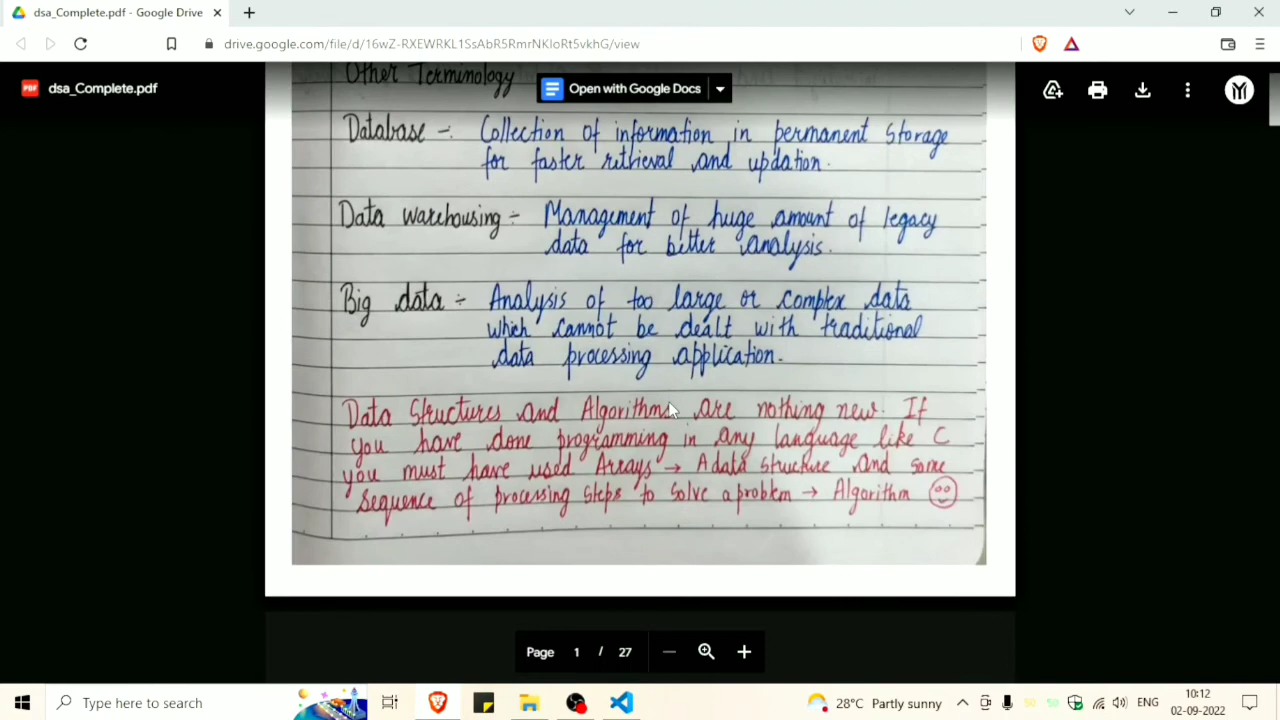 dsa_Complete.pdf - Google Drive
drive.google.com/file/d/16wZ-RXEWRKL1SsAbR5RmrNKIoRt5vkhG/view
PDF dsa_Complete.pdf
Open with Google Docs
Other Terminology
Database -: Collection of information in permanent storage
for faster retrieval and updation.
Data warehousing ÷ Management of huge amount of legacy
data for better analysis.
Big data ÷ Analysis of too large or complex data
which cannot be dealt with traditional
data processing application.
Data Structures and Algorithms are nothing new. If
you have done programming in any language like C
you must have used Arrays → A data structure and some
sequence of processing steps to solve a problem → Algorithm
Page 1 / 27
Type here to search
28°C Partly sunny
ENG
10:12
02-09-2022